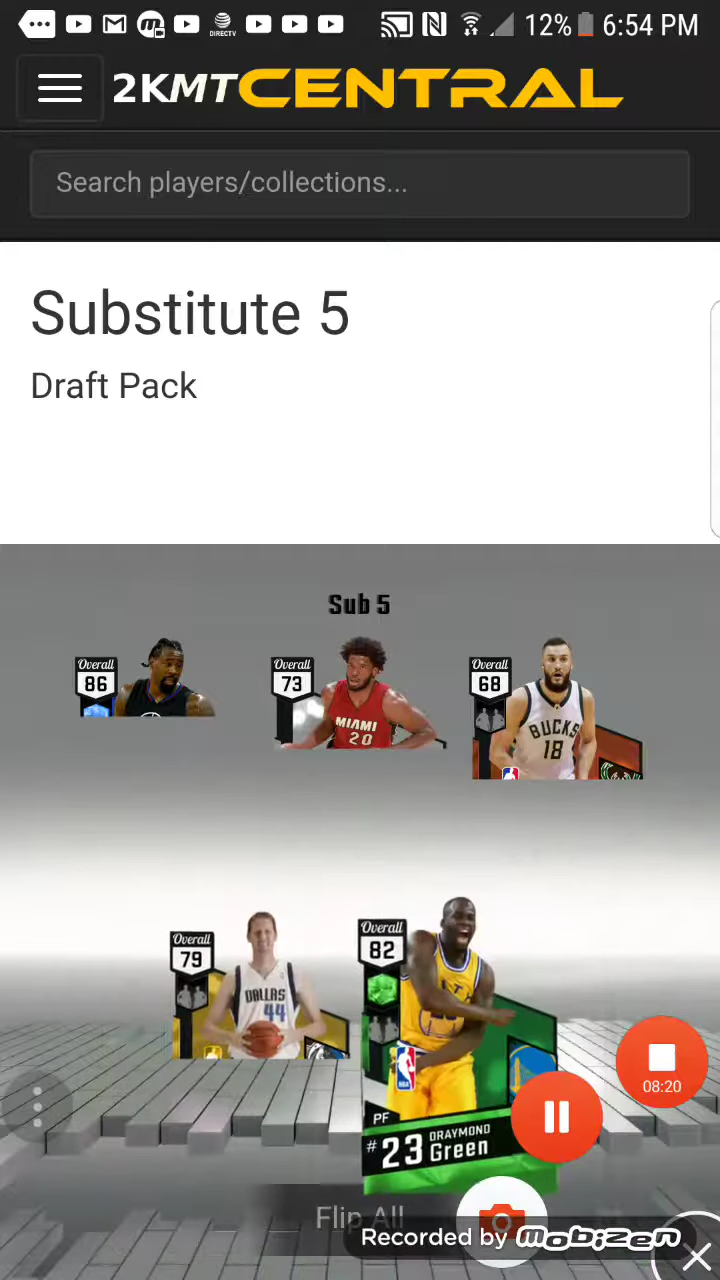 DIRECTV
12% 6:54 PM
2KMTCENTRAL
Search players/collections...
Substitute 5
Draft Pack
Sub 5
Overall
86
Overall
73
MIAMI
20
Overall
68
BUCKS
18
Overall
79
DALLAS
44
Overall
82
NBA
PF
#23 DRAYMOND
Green
08:20
Flip All
Recorded by mobizen